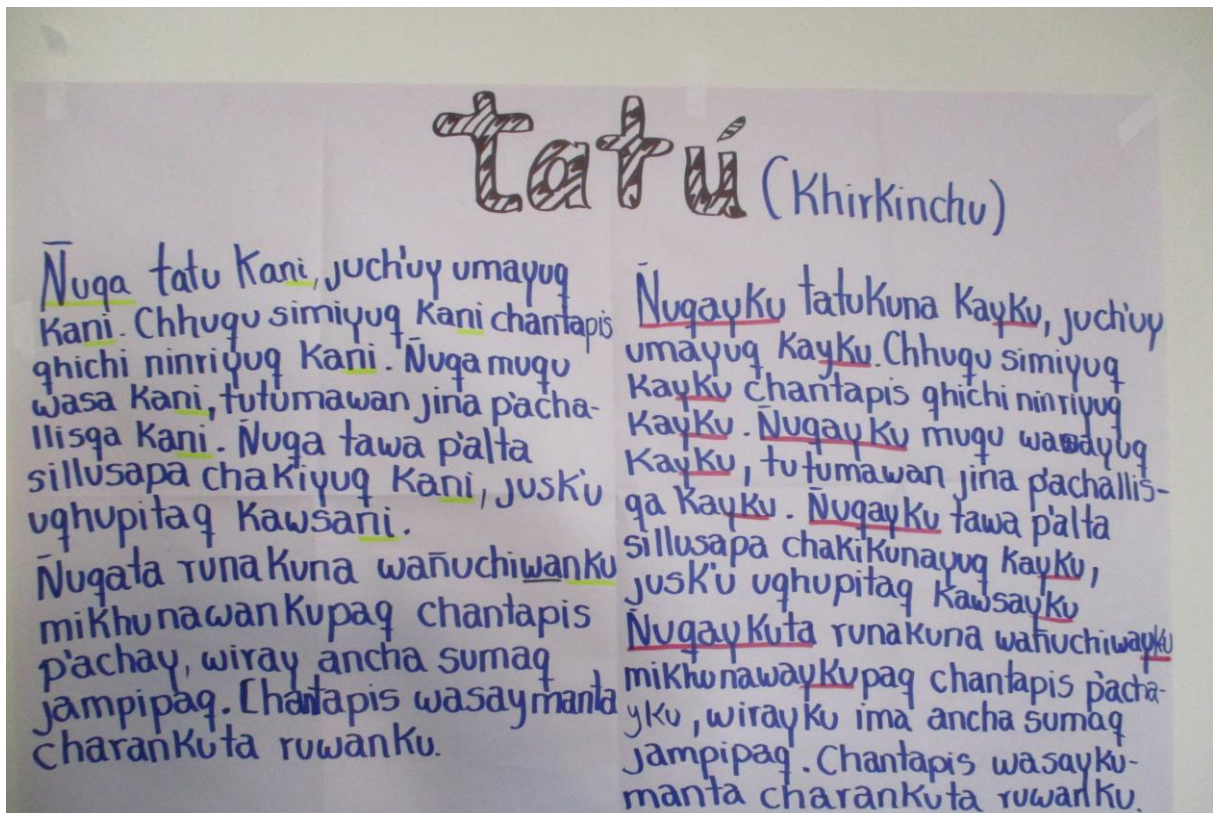 tatú (Khirkinchu)
Ñuqa tatu Kani, juch'uy umayuq
Kani. Chhuqu simiyuq Kani chantapis
qhichi ninriyuq Kani. Ñuqa muqu
wasa Kani, tutumawan jina p'acha-
llisqa Kani. Ñuqa tawa p'alta
sillusapa chakiyuq Kani, jusk'u
uqhupitaq Kawsani.
Ñuqata runakuna wañuchiwanku
mikhunawankupaq chantapis
p'achay, wiray ancha sumaq
jampipaq. Chantapis wasaymanta
charankuta ruwanku.
Ñuqayku tatukuna Kayku, juch'uy
umayuq Kayku. Chhuqu simiyuq
Kayku chantapis qhichi ninriyuq
Kayku. Ñuqayku muqu wasayuq
Kayku, tutumawan jina p'achallis-
qa Kayku. Ñuqayku tawa p'alta
sillusapa chakikunayuq Kayku,
jusk'u uqhupitaq Kawsayku
Ñuqaykuta runakuna wañuchiwayku
mikhunawaykupaq chantapis p'acha-
yku, wirayku ima ancha sumaq
jampipaq. Chantapis wasayku-
manta charankuta ruwanku.